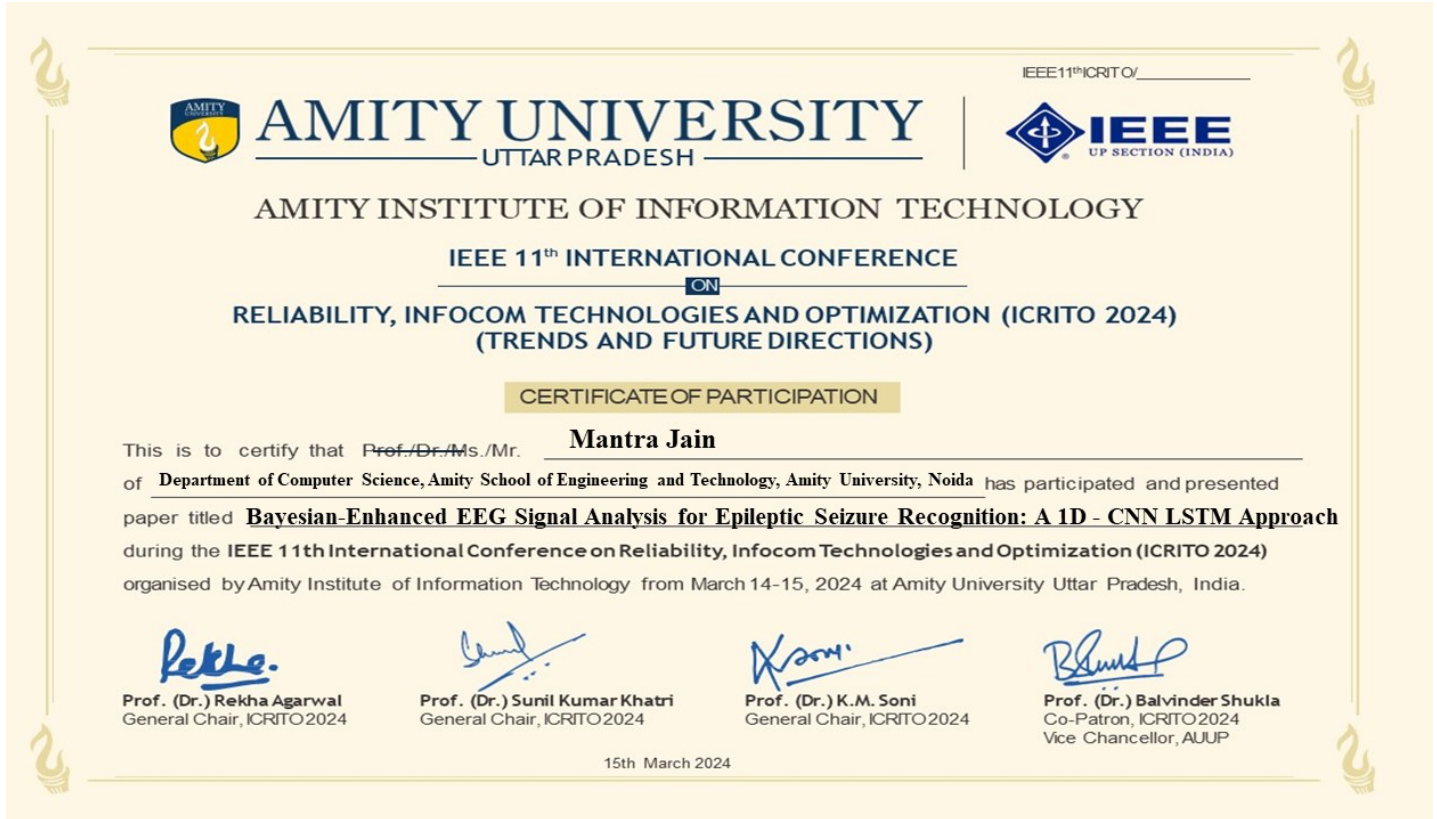 IEEE11thICRITO/____________
AMITY
UNIVERSITY
AMITY UNIVERSITY
UTTAR PRADESH
IEEE
UP SECTION (INDIA)
AMITY INSTITUTE OF INFORMATION TECHNOLOGY
IEEE 11th INTERNATIONAL CONFERENCE
ON
RELIABILITY, INFOCOM TECHNOLOGIES AND OPTIMIZATION (ICRITO 2024)
(TRENDS AND FUTURE DIRECTIONS)
CERTIFICATE OF PARTICIPATION
This is to certify that Prof./Dr./Ms./Mr. Mantra Jain
of Department of Computer Science, Amity School of Engineering and Technology, Amity University, Noida has participated and presented
paper titled Bayesian-Enhanced EEG Signal Analysis for Epileptic Seizure Recognition: A 1D - CNN LSTM Approach
during the IEEE 11th International Conference on Reliability, Infocom Technologies and Optimization (ICRITO 2024)
organised by Amity Institute of Information Technology from March 14-15, 2024 at Amity University Uttar Pradesh, India.
Rekha.
Prof. (Dr.) Rekha Agarwal
General Chair, ICRITO 2024
Prof. (Dr.) Sunil Kumar Khatri
General Chair, ICRITO 2024
Prof. (Dr.) K.M. Soni
General Chair, ICRITO 2024
Prof. (Dr.) Balvinder Shukla
Co-Patron, ICRITO 2024
Vice Chancellor, AUUP
15th March 2024